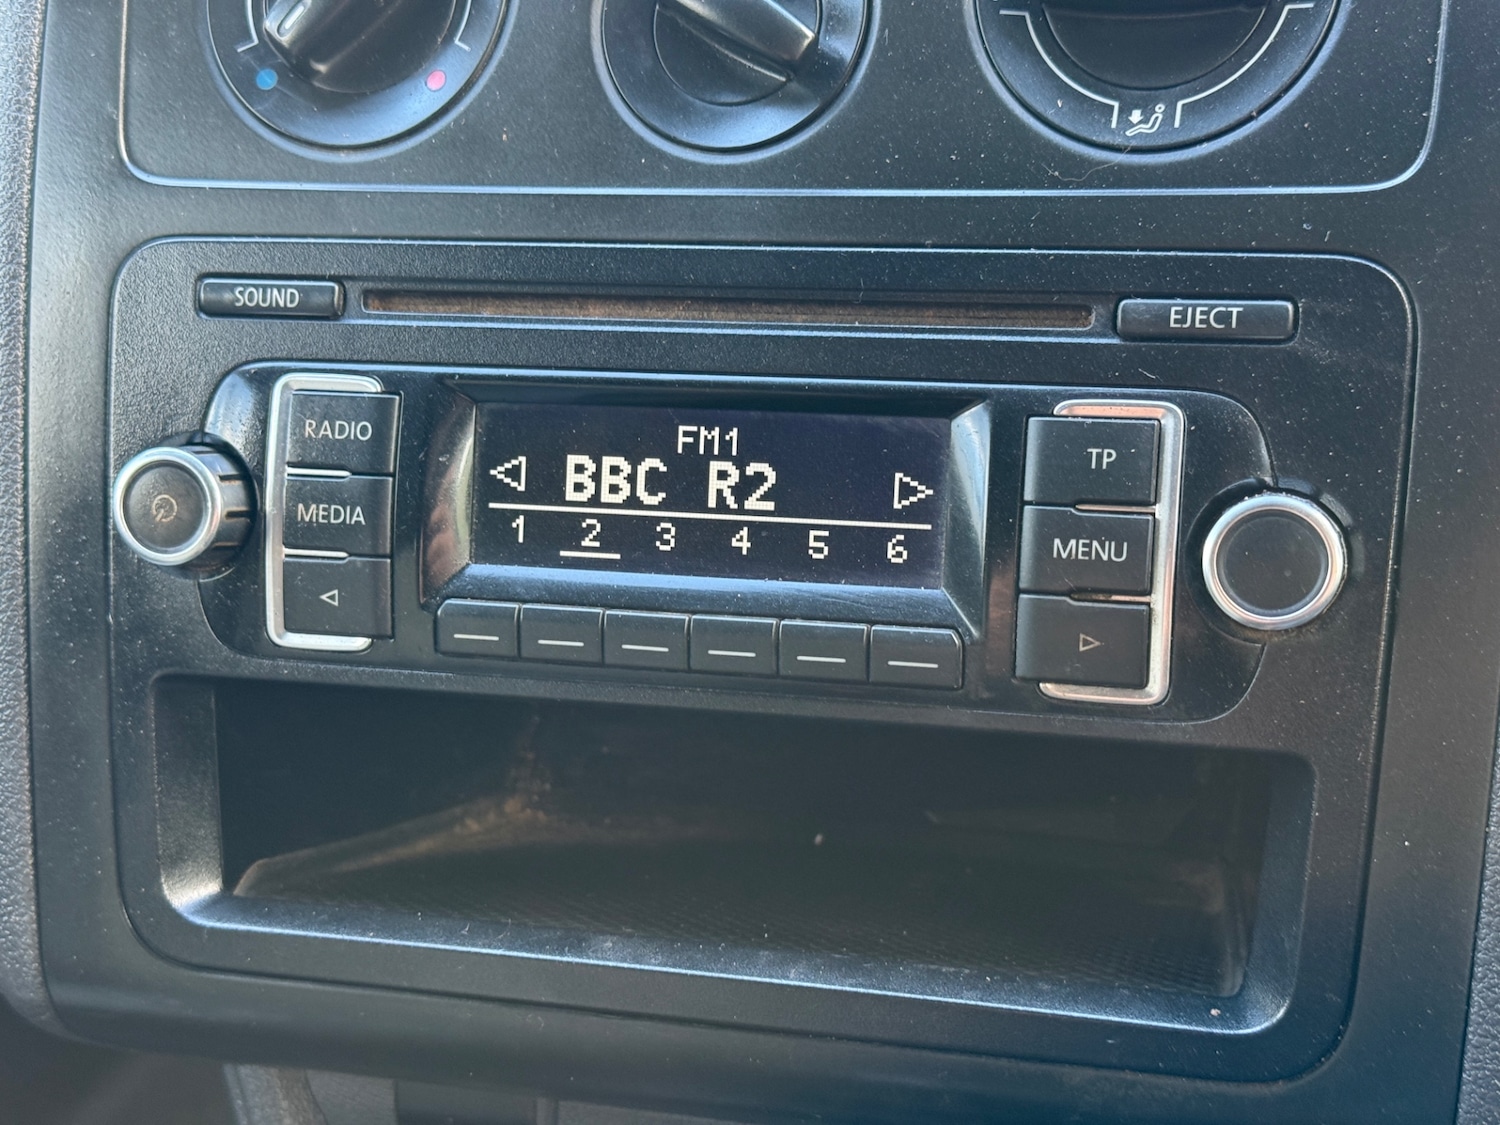 SOUND
EJECT
RADIO
MEDIA
FM1
BBC R2
1 2 3 4 5 6
TP
MENU